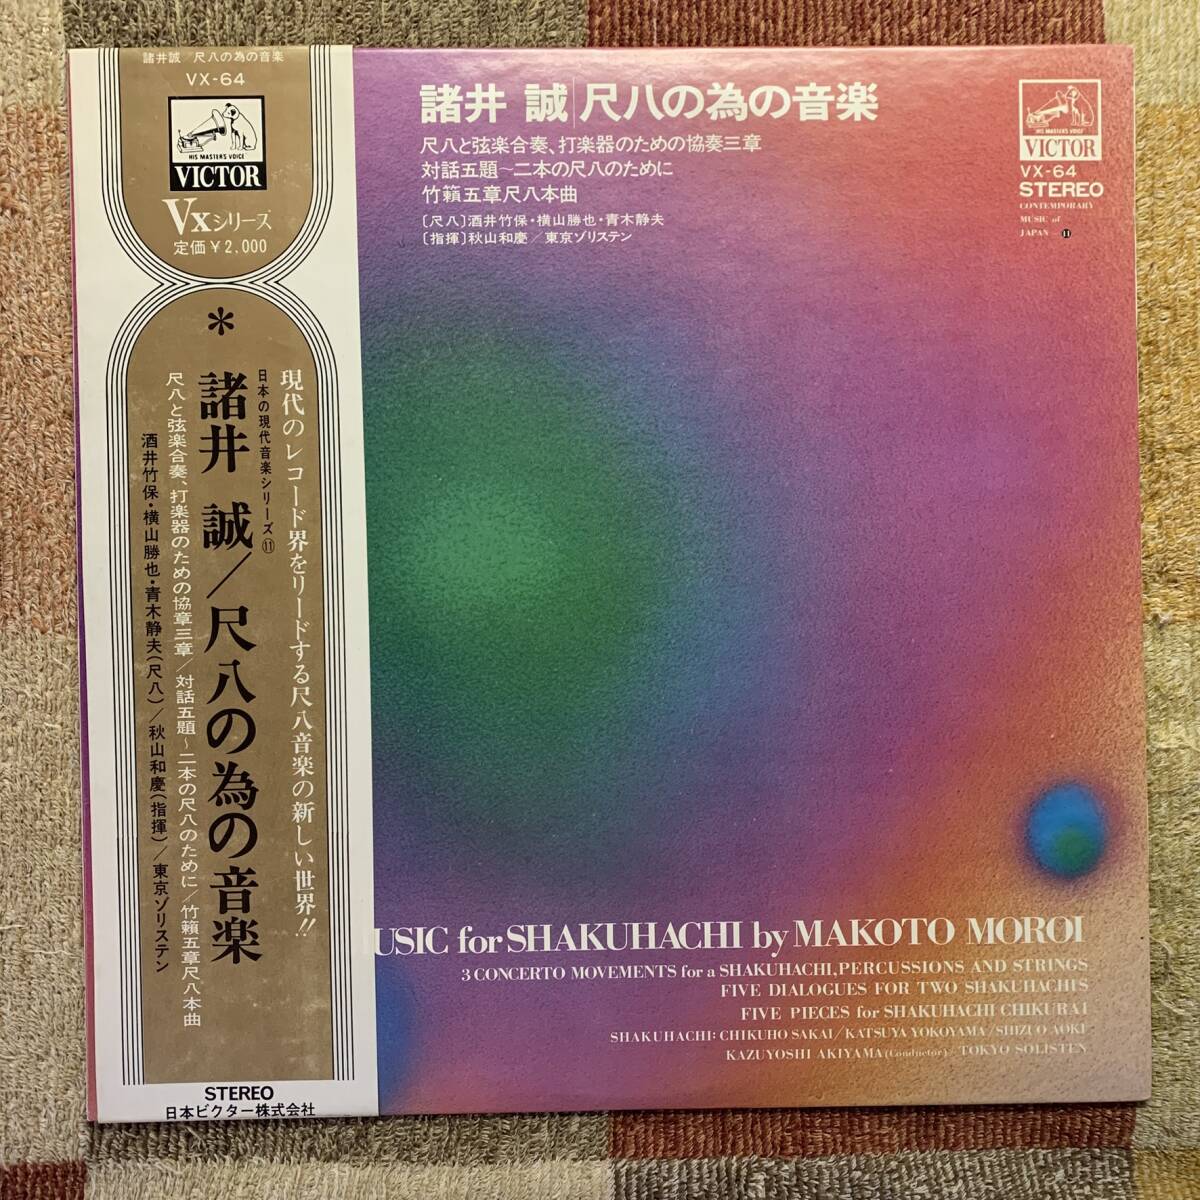 諸井誠／尺八の為の音楽
VX-64
HIS MASTER'S VOICE
VICTOR
Vxシリーズ
定価￥2,000
＊
現代のレコード界をリードする尺八音楽の新しい世界!!
日本の現代音楽シリーズ⑪
諸井 誠／尺八の為の音楽
尺八と弦楽合奏、打楽器のための協章三章／対話五題〜二本の尺八のために／竹籟五章尺八本曲
酒井竹保・横山勝也・青木静夫(尺八)／秋山和慶(指揮)／東京ゾリステン
STEREO
日本ビクター株式会社
諸井 誠|尺八の為の音楽
尺八と弦楽合奏、打楽器のための協奏三章
対話五題〜二本の尺八のために
竹籟五章尺八本曲
〔尺八〕酒井竹保・横山勝也・青木静夫
〔指揮〕秋山和慶／東京ゾリステン
HIS MASTER'S VOICE
VICTOR
VX-64
STEREO
CONTEMPORARY
MUSIC of
JAPAN ⑪
USIC for SHAKUHACHI by MAKOTO MOROI
3 CONCERTO MOVEMENTS for a SHAKUHACHI, PERCUSSIONS AND STRINGS
FIVE DIALOGUES FOR TWO SHAKUHACHIS
FIVE PIECES for SHAKUHACHI CHIKURAI
SHAKUHACHI: CHIKUHO SAKAI/KATSUYA YOKOYAMA/SHIZUO AOKI
KAZUYOSHI AKIYAMA (Conductor)/TOKYO SOLISTEN